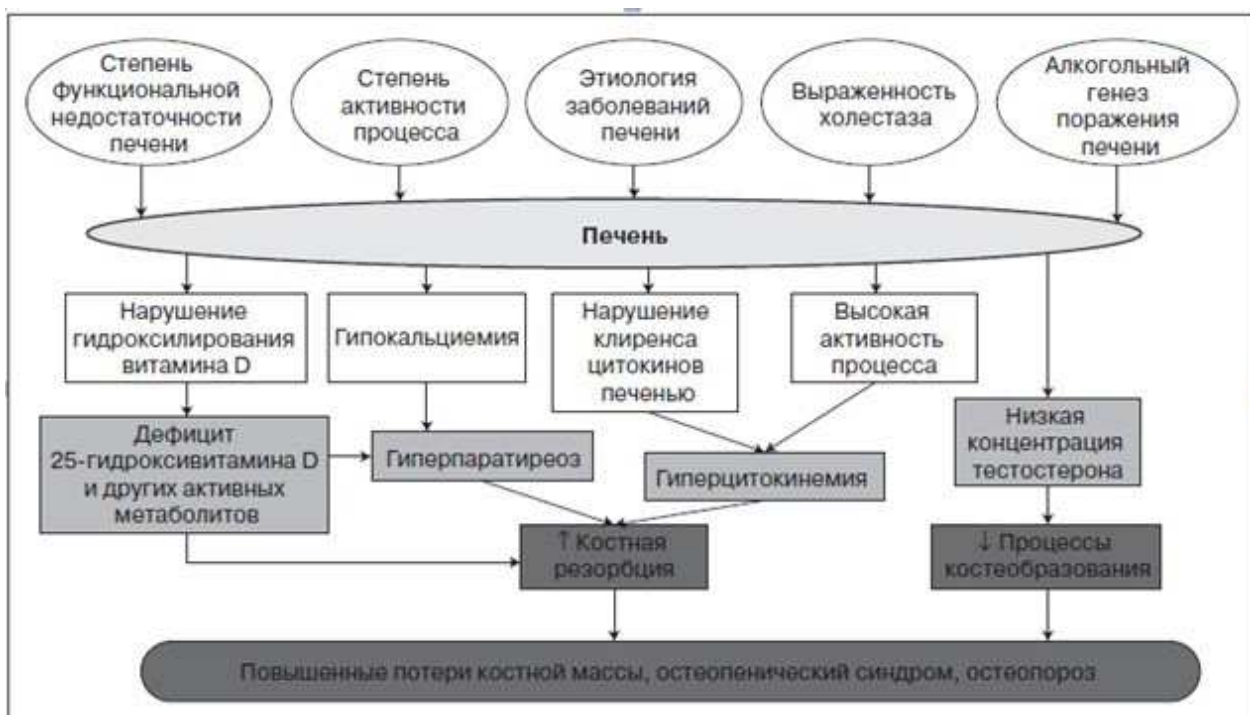 Степень
функциональной
недостаточности
печени
Степень
активности
процесса
Этиология
заболеваний
печени
Выраженность
холестаза
Алкогольный
генез
поражения
печени
Печень
Нарушение
гидроксилирования
витамина D
Гипокальциемия
Нарушение
клиренса
цитокинов
печенью
Высокая
активность
процесса
Дефицит
25-гидроксивитамина D
и других активных
метаболитов
Гиперпаратиреоз
Гиперцитокинемия
Низкая
концентрация
тестостерона
↑ Костная
резорбция
↓ Процессы
костеобразования
Повышенные потери костной массы, остеопенический синдром, остеопороз